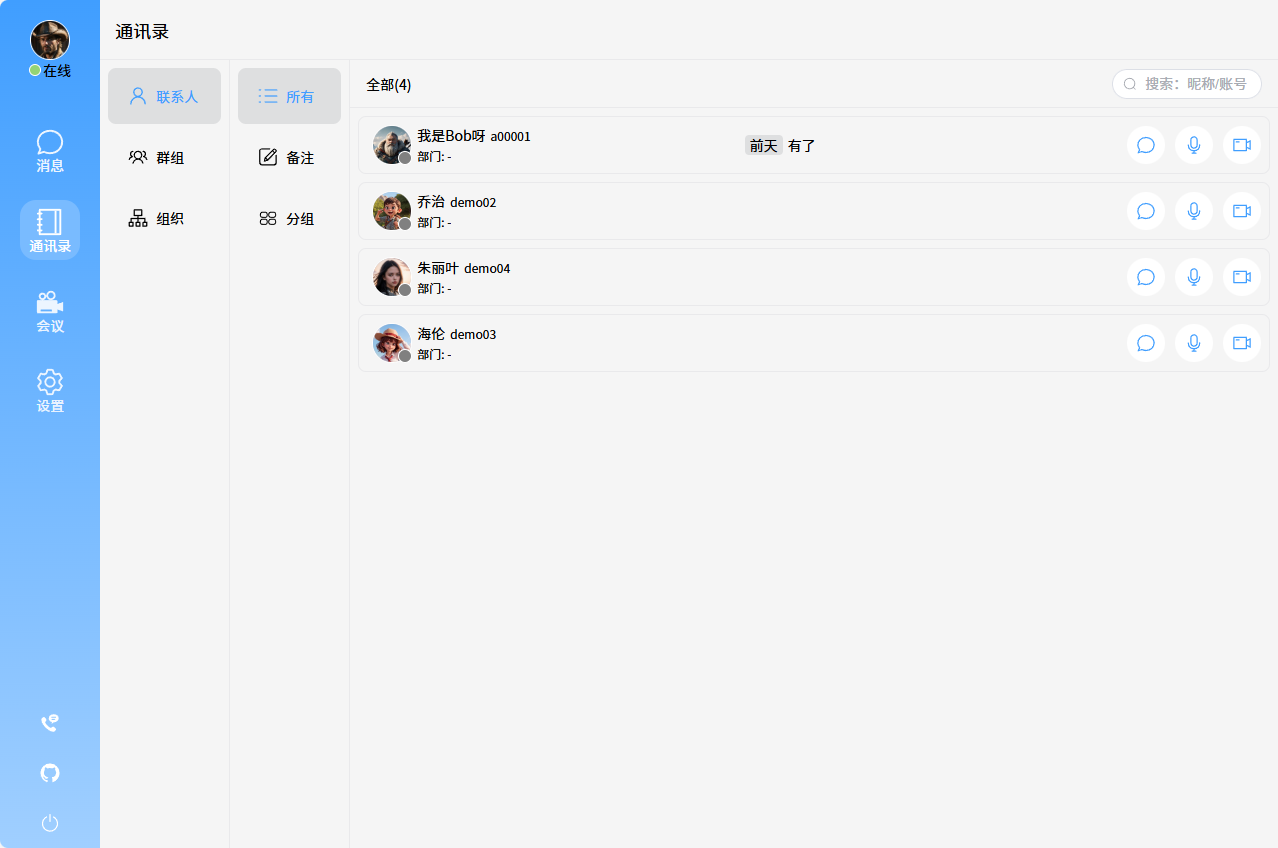 在线
消息
通讯录
会议
设置
通讯录
联系人
群组
组织
所有
备注
分组
全部(4)
搜索：昵称/账号
我是Bob呀 a00001
部门: -
前天 有了
乔治 demo02
部门: -
朱丽叶 demo04
部门: -
海伦 demo03
部门: -